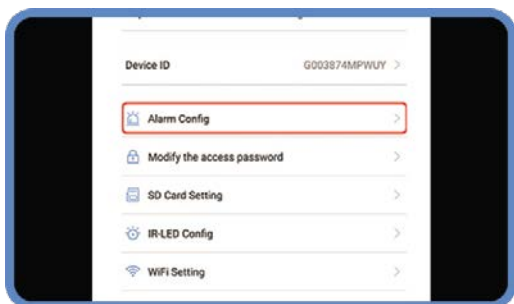 Device ID G003874MPWUY
Alarm Config
Modify the access password
SD Card Setting
IR-LED Config
WiFi Setting